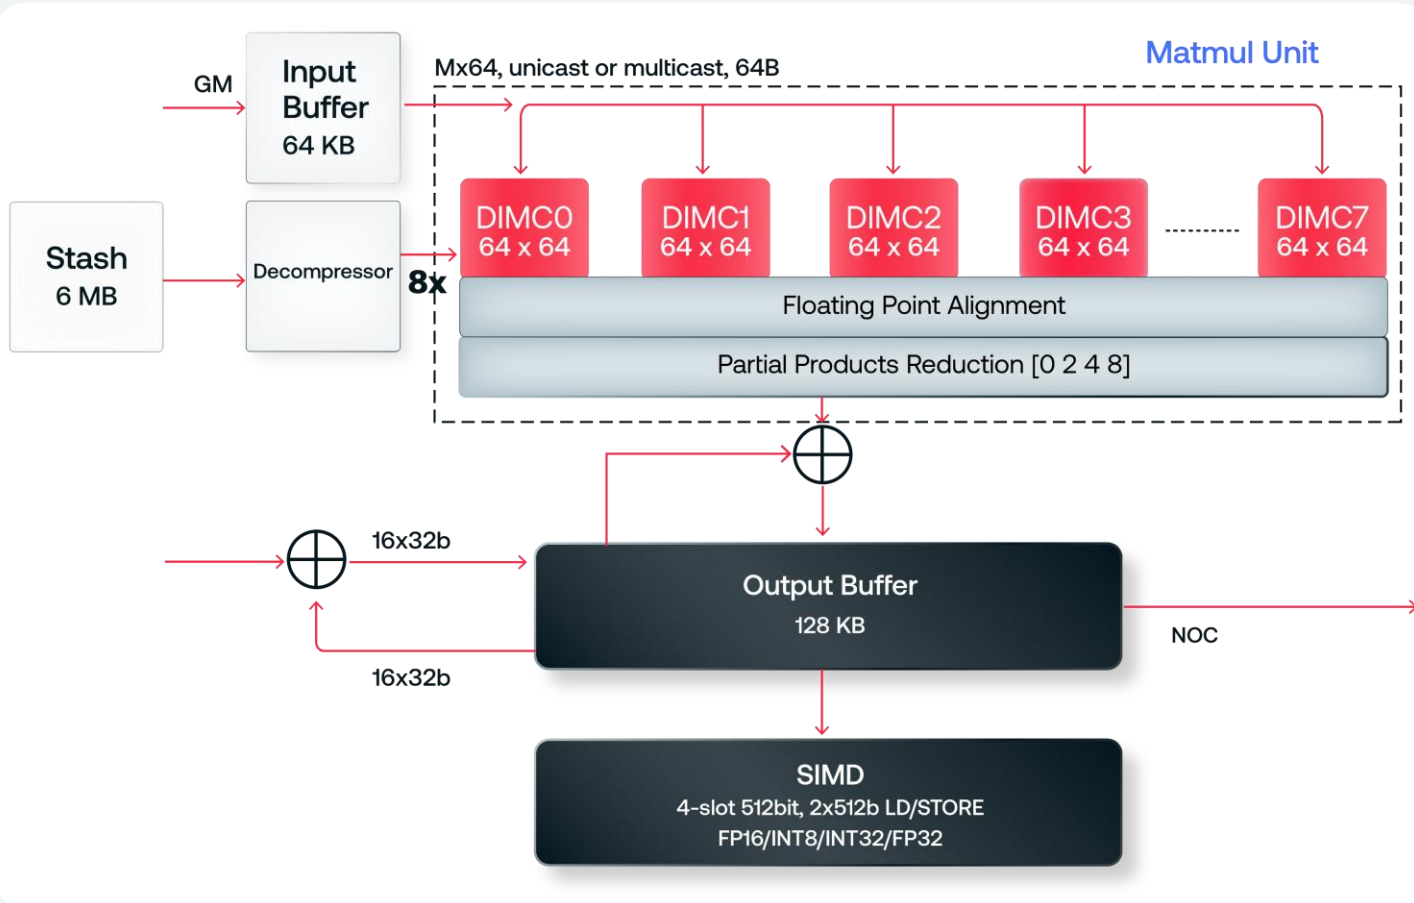 Matmul Unit
Mx64, unicast or multicast, 64B
GM
Input
Buffer
64 KB
Stash
6 MB
Decompressor
8x
DIMC0
64 x 64
DIMC1
64 x 64
DIMC2
64 x 64
DIMC3
64 x 64
DIMC7
64 x 64
Floating Point Alignment
Partial Products Reduction [0 2 4 8]
16x32b
16x32b
Output Buffer
128 KB
NOC
SIMD
4-slot 512bit, 2x512b LD/STORE
FP16/INT8/INT32/FP32